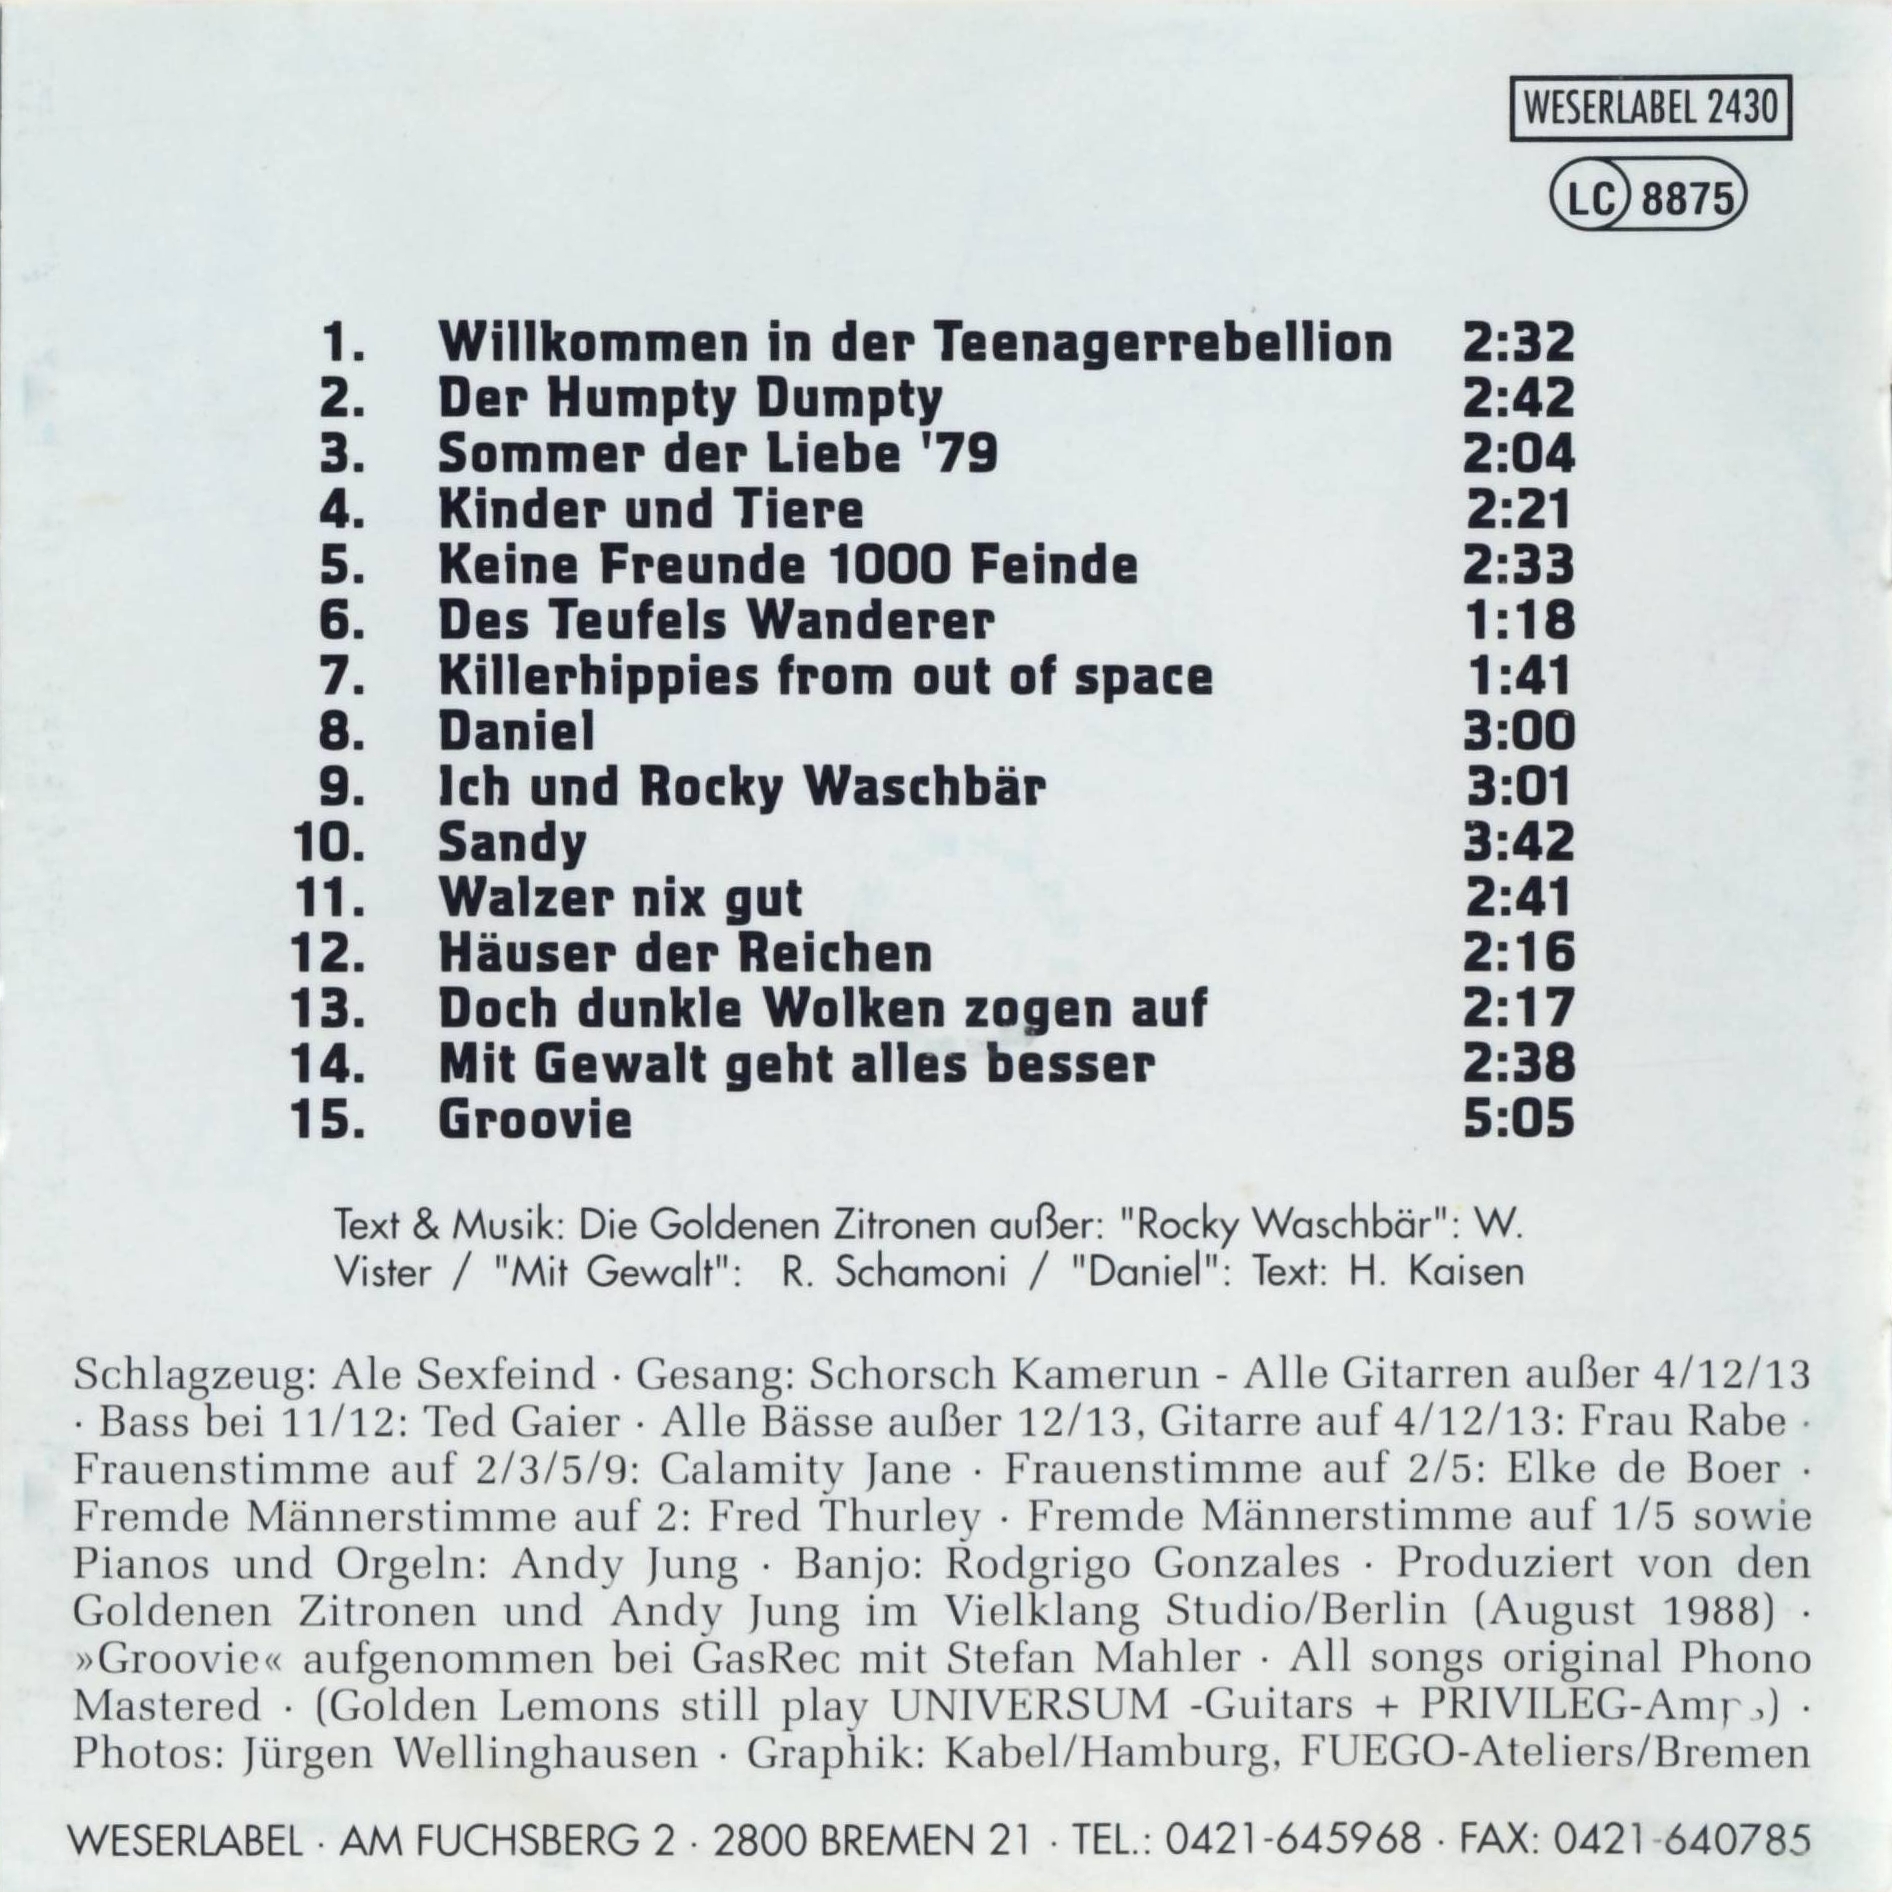 WESERLABEL 2430
LC 8875
1. Willkommen in der Teenagerrebellion 2:32
2. Der Humpty Dumpty 2:42
3. Sommer der Liebe '79 2:04
4. Kinder und Tiere 2:21
5. Keine Freunde 1000 Feinde 2:33
6. Des Teufels Wanderer 1:18
7. Killerhippies from out of space 1:41
8. Daniel 3:00
9. Ich und Rocky Waschbär 3:01
10. Sandy 3:42
11. Walzer nix gut 2:41
12. Häuser der Reichen 2:16
13. Doch dunkle Wolken zogen auf 2:17
14. Mit Gewalt geht alles besser 2:38
15. Groovie 5:05
Text & Musik: Die Goldenen Zitronen außer: "Rocky Waschbär": W.
Vister / "Mit Gewalt": R. Schamoni / "Daniel": Text: H. Kaisen
Schlagzeug: Ale Sexfeind · Gesang: Schorsch Kamerun - Alle Gitarren außer 4/12/13
· Bass bei 11/12: Ted Gaier · Alle Bässe außer 12/13, Gitarre auf 4/12/13: Frau Rabe ·
Frauenstimme auf 2/3/5/9: Calamity Jane · Frauenstimme auf 2/5: Elke de Boer ·
Fremde Männerstimme auf 2: Fred Thurley · Fremde Männerstimme auf 1/5 sowie
Pianos und Orgeln: Andy Jung · Banjo: Rodgrigo Gonzales · Produziert von den
Goldenen Zitronen und Andy Jung im Vielklang Studio/Berlin (August 1988) ·
»Groovie« aufgenommen bei GasRec mit Stefan Mahler · All songs original Phono
Mastered · (Golden Lemons still play UNIVERSUM -Guitars + PRIVILEG-Amps) ·
Photos: Jürgen Wellinghausen · Graphik: Kabel/Hamburg, FUEGO-Ateliers/Bremen
WESERLABEL · AM FUCHSBERG 2 · 2800 BREMEN 21 · TEL.: 0421-645968 · FAX: 0421-640785